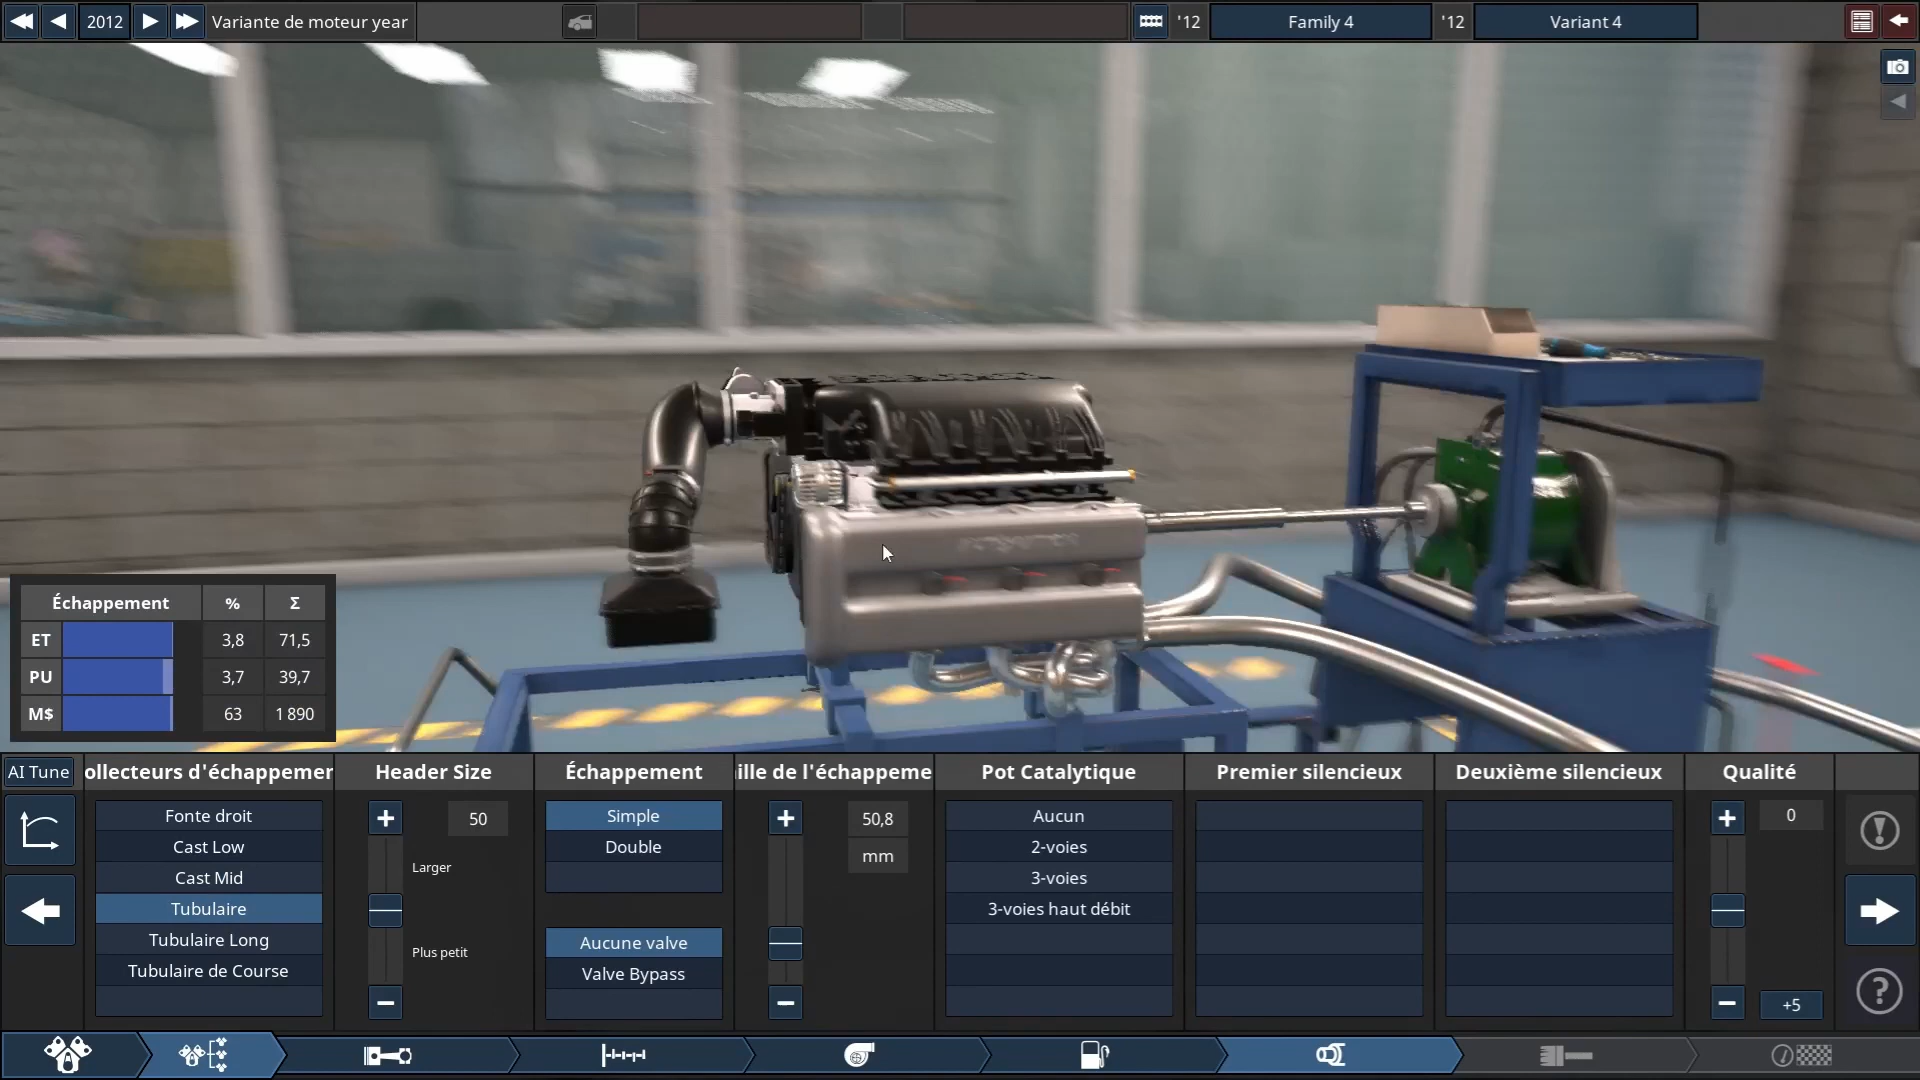 2012
Variante de moteur year
'12
Family 4
'12
Variant 4
Échappement
%
Σ
ET
3,8
71,5
PU
3,7
39,7
M$
63
1 890
AI Tune
ollecteurs d'échappemen
Header Size
Échappement
ille de l'échappeme
Pot Catalytique
Premier silencieux
Deuxième silencieux
Qualité
Fonte droit
Cast Low
Cast Mid
Tubulaire
Tubulaire Long
Tubulaire de Course
+
50
Larger
Plus petit
−
Simple
Double
Aucune valve
Valve Bypass
+
50,8
mm
−
Aucun
2-voies
3-voies
3-voies haut débit
+
0
−
+5
?